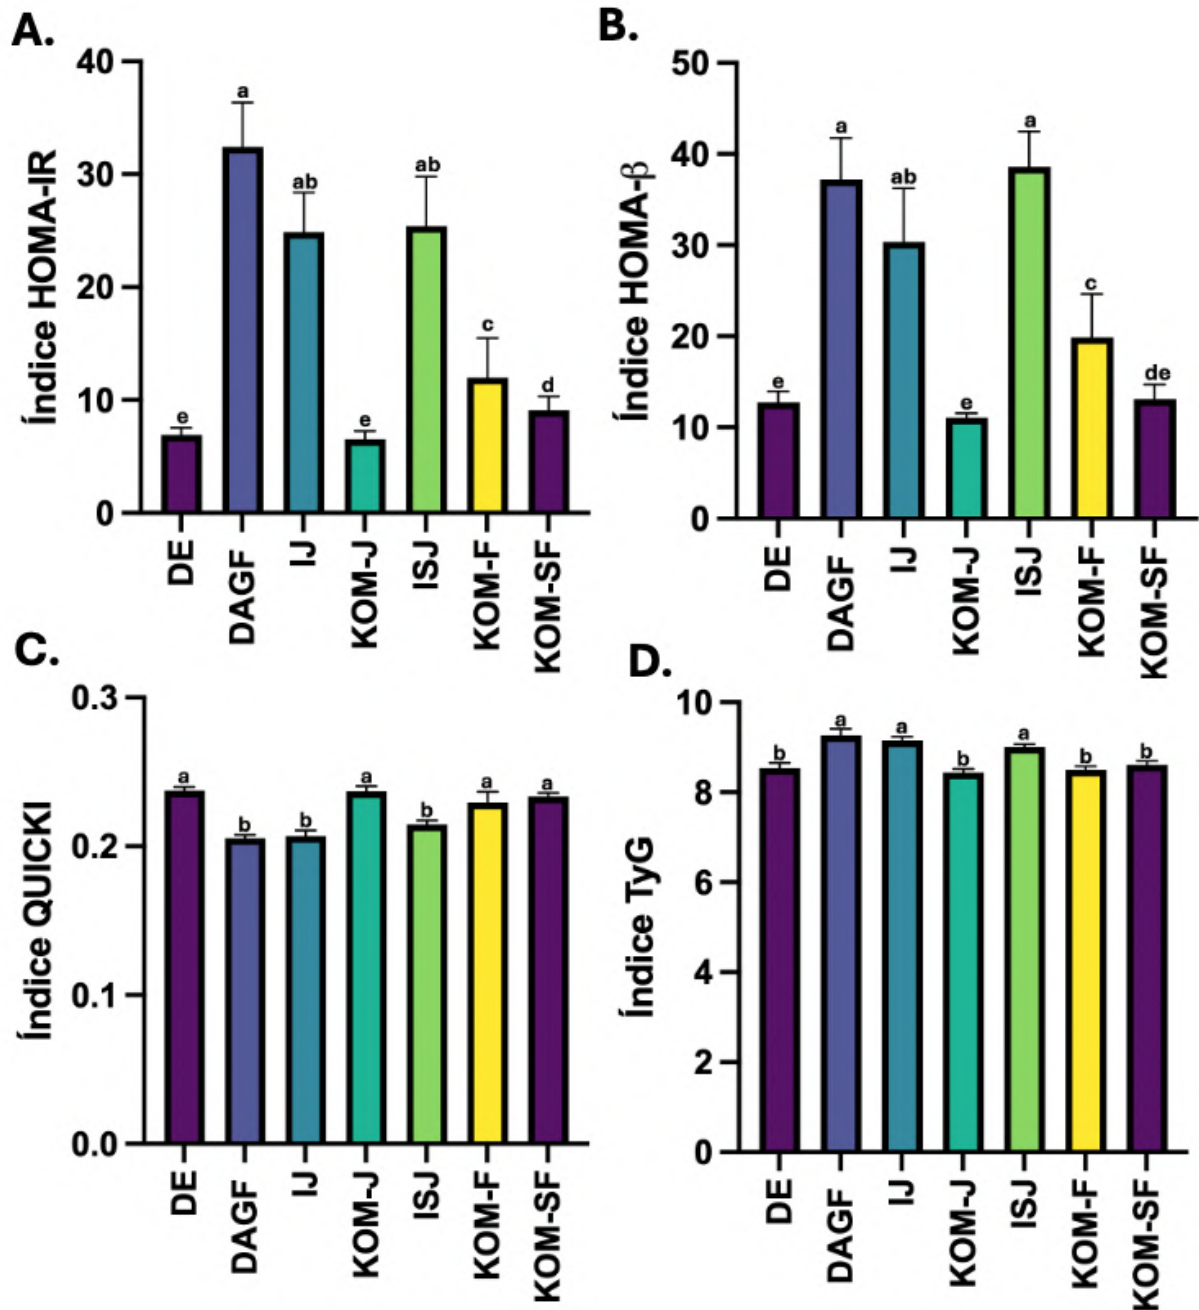 A.
Índice HOMA-IR
40
30
20
10
0
e
a
ab
e
ab
c
d
DE
DAGF
IJ
KOM-J
ISJ
KOM-F
KOM-SF
B.
Índice HOMA-β
50
40
30
20
10
0
e
a
ab
e
a
c
de
DE
DAGF
IJ
KOM-J
ISJ
KOM-F
KOM-SF
C.
Índice QUICKI
0.3
0.2
0.1
0.0
a
b
b
a
b
a
a
DE
DAGF
IJ
KOM-J
ISJ
KOM-F
KOM-SF
D.
Índice TyG
10
8
6
4
2
0
b
a
a
b
a
b
b
DE
DAGF
IJ
KOM-J
ISJ
KOM-F
KOM-SF